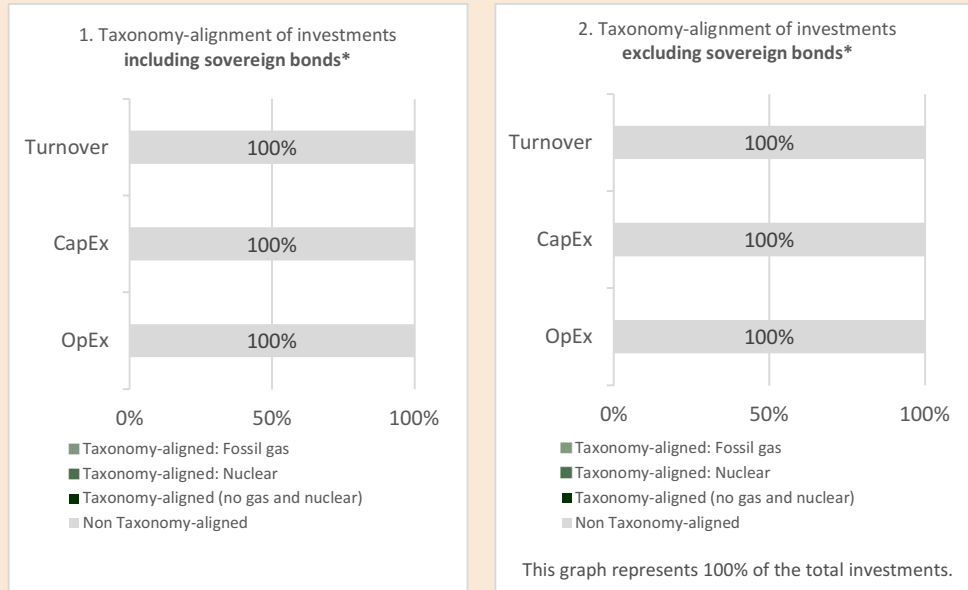 1. Taxonomy-alignment of investments
including sovereign bonds*
Turnover
100%
CapEx
100%
OpEx
100%
0%
50%
100%
Taxonomy-aligned: Fossil gas
Taxonomy-aligned: Nuclear
Taxonomy-aligned (no gas and nuclear)
Non Taxonomy-aligned
2. Taxonomy-alignment of investments
excluding sovereign bonds*
Turnover
100%
CapEx
100%
OpEx
100%
0%
50%
100%
Taxonomy-aligned: Fossil gas
Taxonomy-aligned: Nuclear
Taxonomy-aligned (no gas and nuclear)
Non Taxonomy-aligned
This graph represents 100% of the total investments.